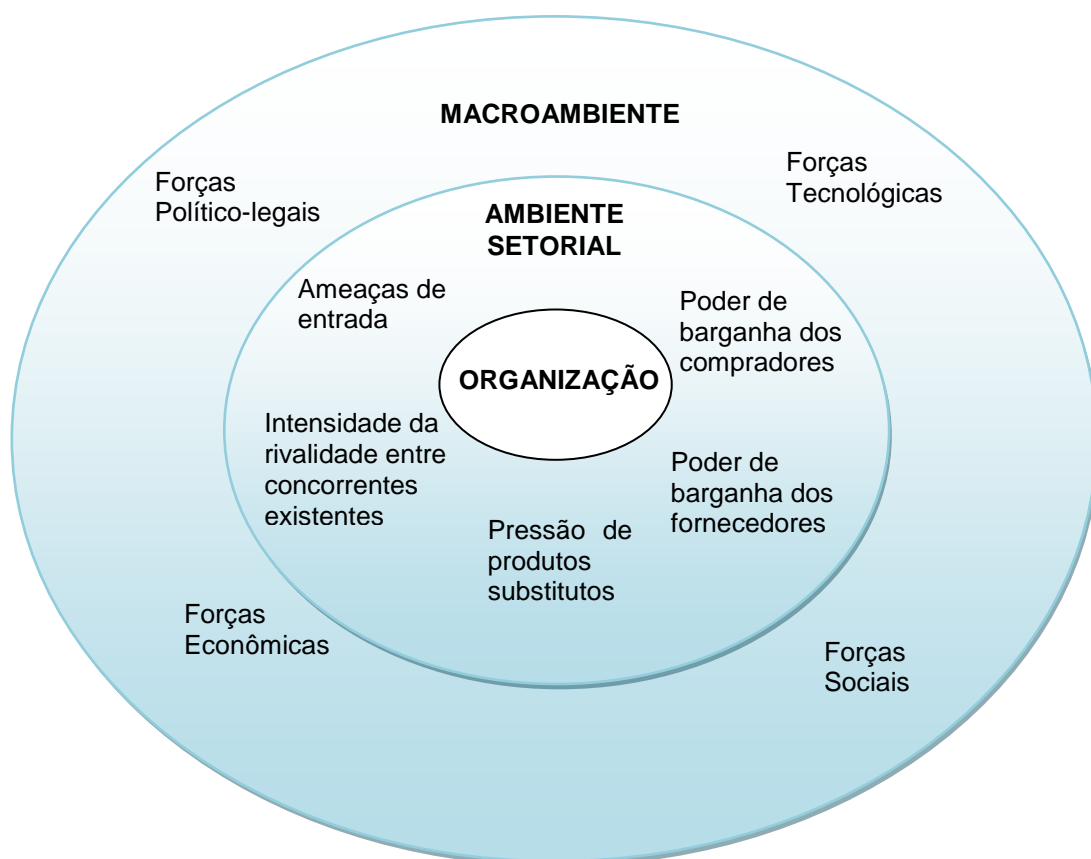 MACROAMBIENTE
Forças
Político-legais
Forças
Tecnológicas
AMBIENTE
SETORIAL
Ameaças de
entrada
Poder de
barganha dos
compradores
ORGANIZAÇÃO
Intensidade da
rivalidade entre
concorrentes
existentes
Poder de
barganha dos
fornecedores
Pressão de
produtos
substitutos
Forças
Econômicas
Forças
Sociais